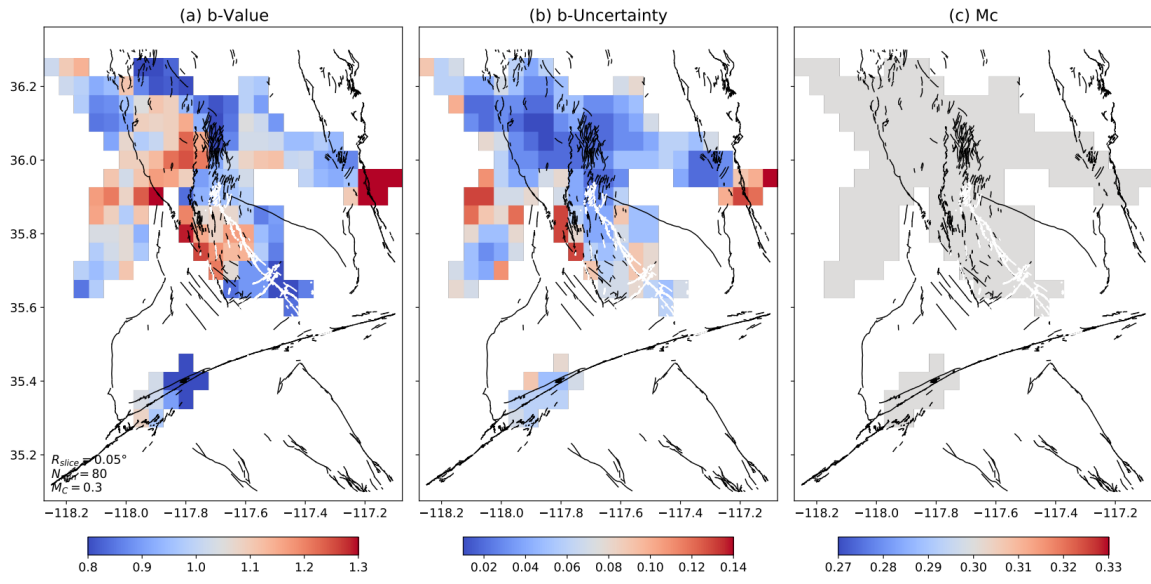 (a) b-Value
(b) b-Uncertainty
(c) Mc
36.2
36.0
35.8
35.6
35.4
35.2
R_slice = 0.05°
= 80
M_C = 0.3
−118.2 −118.0 −117.8 −117.6 −117.4 −117.2
−118.2 −118.0 −117.8 −117.6 −117.4 −117.2
−118.2 −118.0 −117.8 −117.6 −117.4 −117.2
0.8 0.9 1.0 1.1 1.2 1.3
0.02 0.04 0.06 0.08 0.10 0.12 0.14
0.27 0.28 0.29 0.30 0.31 0.32 0.33